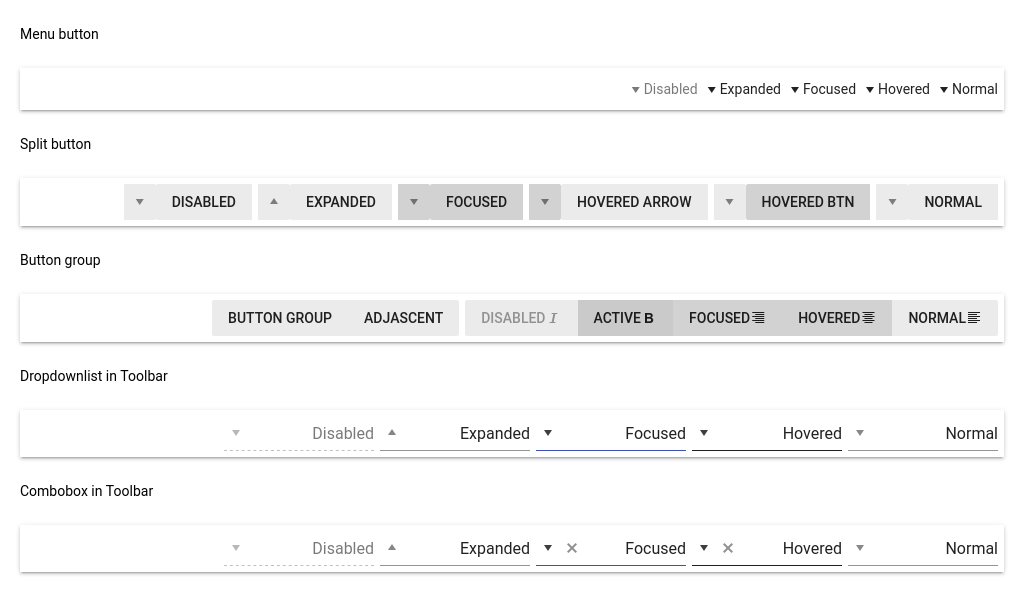 Menu button
Disabled Expanded Focused Hovered Normal
Split button
DISABLED EXPANDED FOCUSED HOVERED ARROW HOVERED BTN NORMAL
Button group
BUTTON GROUP ADJASCENT DISABLED I ACTIVE B FOCUSED HOVERED NORMAL
Dropdownlist in Toolbar
Disabled Expanded Focused Hovered Normal
Combobox in Toolbar
Disabled Expanded Focused Hovered Normal